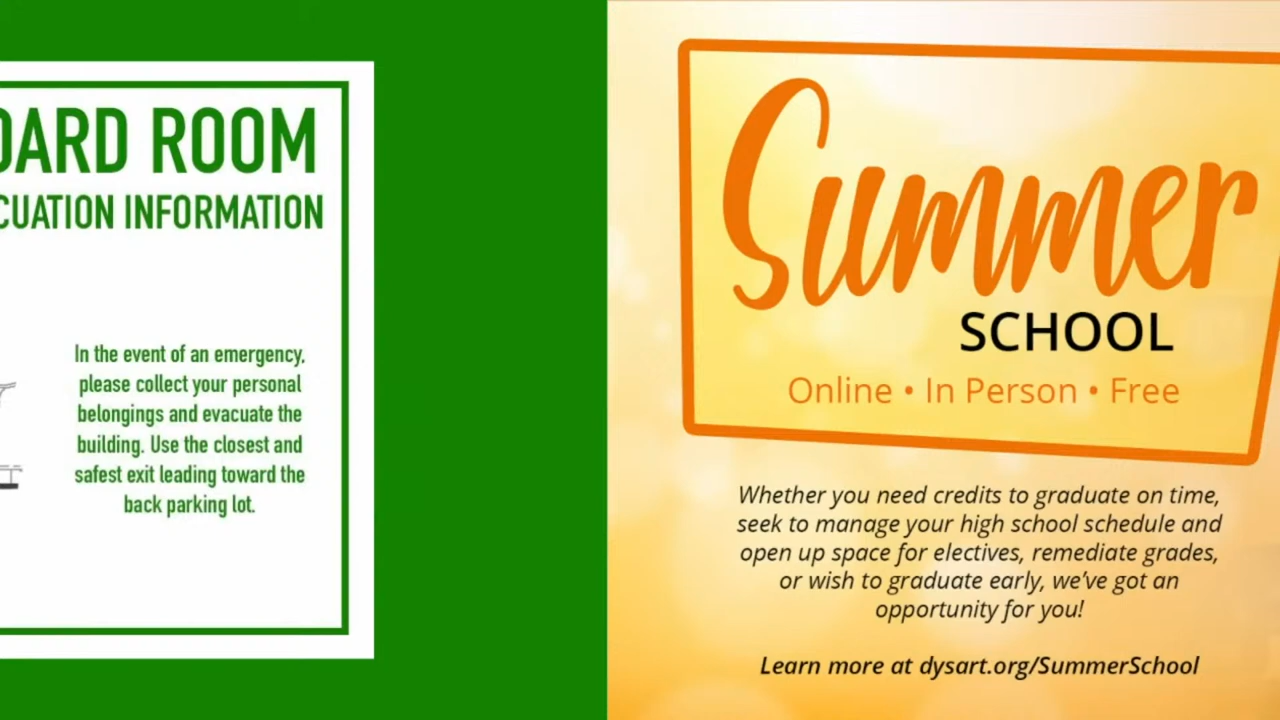 OARD ROOM
CUATION INFORMATION
In the event of an emergency,
please collect your personal
belongings and evacuate the
building. Use the closest and
safest exit leading toward the
back parking lot.
Summer
SCHOOL
Online • In Person • Free
Whether you need credits to graduate on time,
seek to manage your high school schedule and
open up space for electives, remediate grades,
or wish to graduate early, we've got an
opportunity for you!
Learn more at dysart.org/SummerSchool